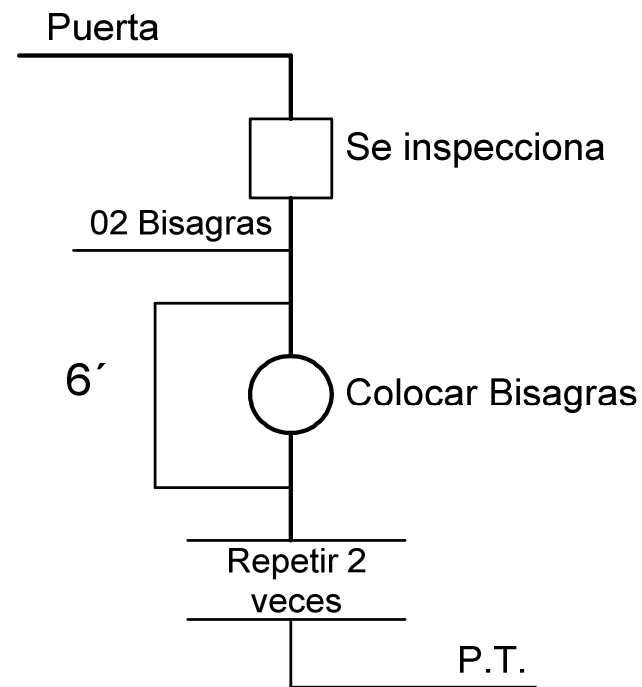 Puerta
Se inspecciona
02 Bisagras
6´
Colocar Bisagras
Repetir 2
veces
P.T.